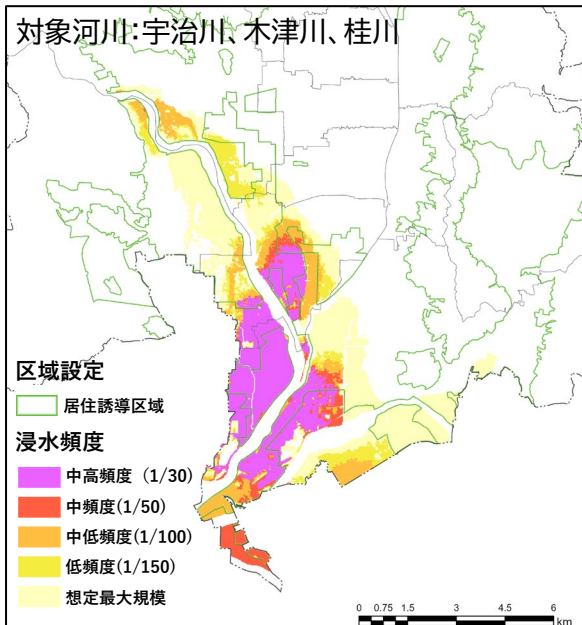 対象河川:宇治川、木津川、桂川
区域設定
居住誘導区域
浸水頻度
中高頻度（1/30)
中頻度(1/50)
中低頻度(1/100)
低頻度(1/150)
想定最大規模
0 0.75 1.5 3 4.5 6
km